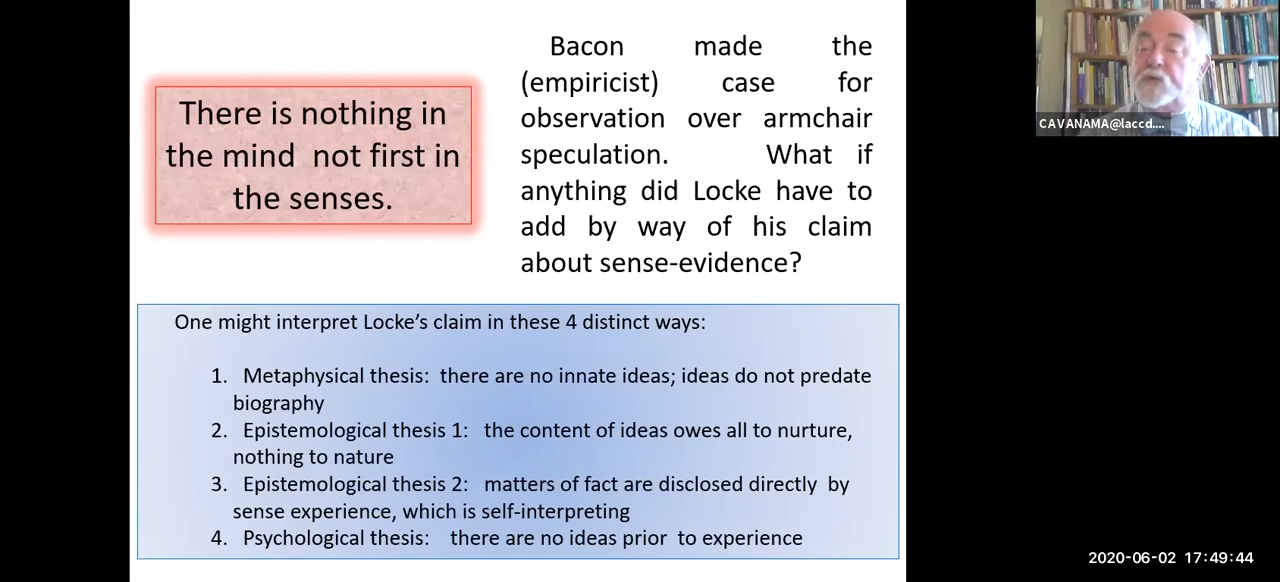 There is nothing in
the mind not first in
the senses.
Bacon made the
(empiricist) case for
observation over armchair
speculation. What if
anything did Locke have to
add by way of his claim
about sense-evidence?
CAVANAMA@laccd....
One might interpret Locke’s claim in these 4 distinct ways:
1. Metaphysical thesis: there are no innate ideas; ideas do not predate
biography
2. Epistemological thesis 1: the content of ideas owes all to nurture,
nothing to nature
3. Epistemological thesis 2: matters of fact are disclosed directly by
sense experience, which is self-interpreting
4. Psychological thesis: there are no ideas prior to experience
2020-06-02 17:49:44